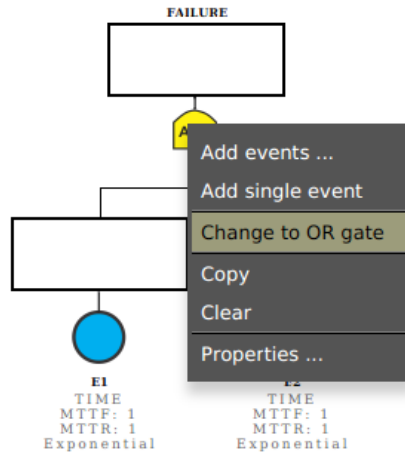 FAILURE
A
Add events ...
Add single event
Change to OR gate
Copy
Clear
Properties ...
E1
E2
TIME
TIME
MTTF: 1
MTTF: 1
MTTR: 1
MTTR: 1
Exponential
Exponential